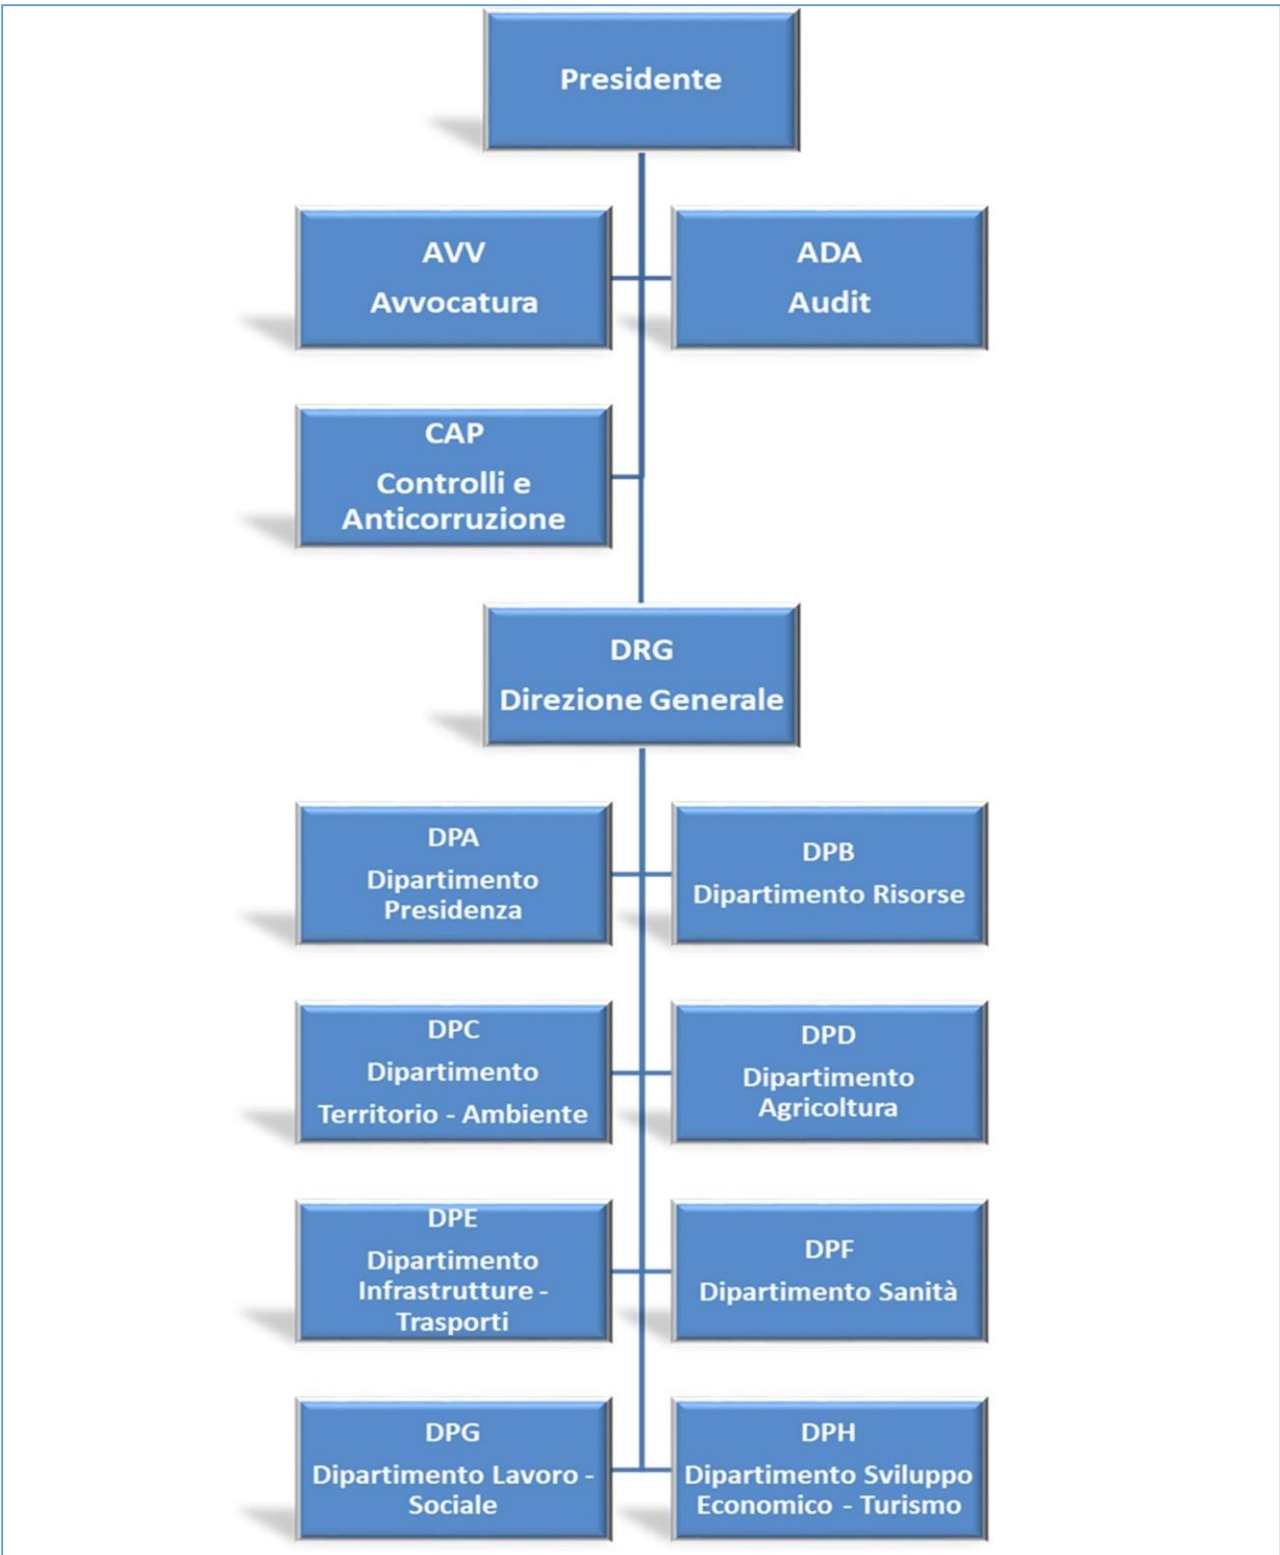 Presidente
AVV
Avvocatura
ADA
Audit
CAP
Controlli e
Anticorruzione
DRG
Direzione Generale
DPA
Dipartimento
Presidenza
DPB
Dipartimento Risorse
DPC
Dipartimento
Territorio - Ambiente
DPD
Dipartimento
Agricoltura
DPE
Dipartimento
Infrastrutture -
Trasporti
DPF
Dipartimento Sanità
DPG
Dipartimento Lavoro -
Sociale
DPH
Dipartimento Sviluppo
Economico - Turismo